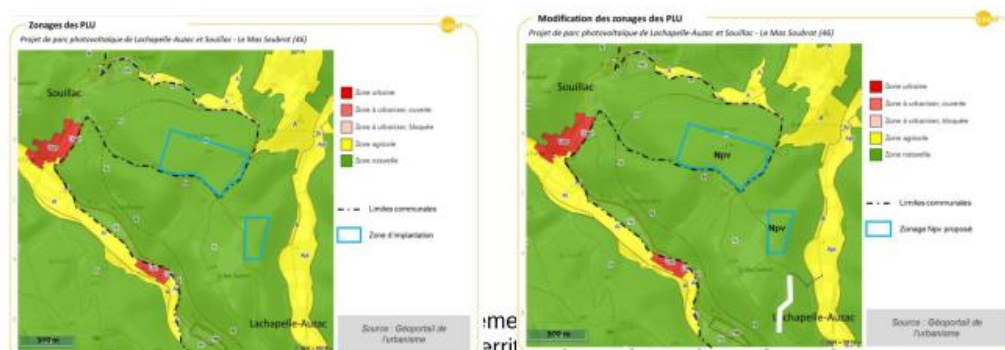 Zonages des PLU
Projet de parc photovoltaïque de Lachapelle-Auzac et Souillac - Le Mas Soubrot (46)
Souillac
Lachapelle-Auzac
500 m
Zone urbaine
Zone à urbaniser, ouverte
Zone à urbaniser, bloquée
Zone agricole
Zone naturelle
Limites communales
Zone d'implantation
Source : Géoportail de
l'urbanisme
eme
errit
Modification des zonages des PLU
Projet de parc photovoltaïque de Lachapelle-Auzac et Souillac - Le Mas Soubrot (46)
Souillac
Npv
Npv
Lachapelle-Auzac
500 m
Zone urbaine
Zone à urbaniser, ouverte
Zone à urbaniser, bloquée
Zone agricole
Zone naturelle
Limites communales
Zonage Npv proposé
Source : Géoportail de
l'urbanisme